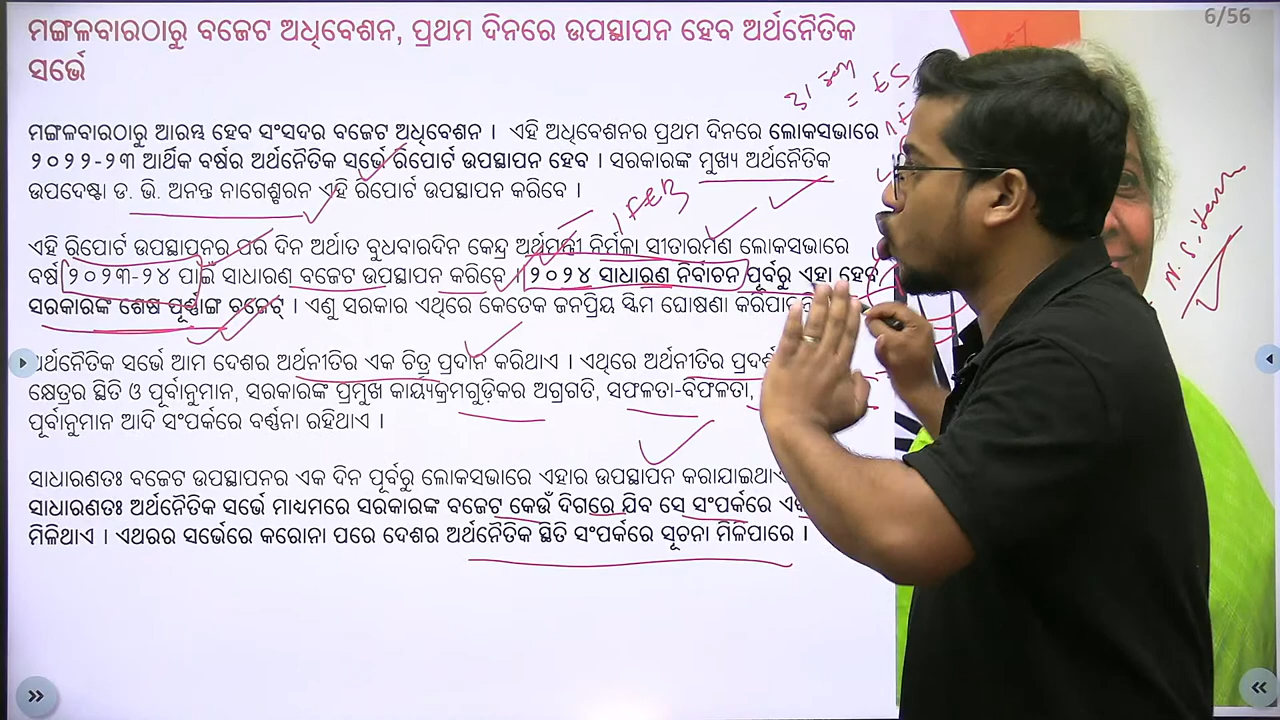 6/56
ମଙ୍ଗଳବାରଠାରୁ ବଜେଟ ଅଧିବେଶନ, ପ୍ରଥମ ଦିନରେ ଉପସ୍ଥାପନ ହେବ ଅର୍ଥନୈତିକ
ସର୍ଭେ
31 Jan
= ES
ମଙ୍ଗଳବାରଠାରୁ ଆରମ୍ଭ ହେବ ସଂସଦର ବଜେଟ ଅଧିବେଶନ । ଏହି ଅଧିବେଶନର ପ୍ରଥମ ଦିନରେ ଲୋକସଭାରେ
୨୦୨୨-୨୩ ଆର୍ଥିକ ବର୍ଷର ଅର୍ଥନୈତିକ ସର୍ଭେ ରିପୋର୍ଟ ଉପସ୍ଥାପନ ହେବ । ସରକାରଙ୍କ ମୁଖ୍ୟ ଅର୍ଥନୈତିକ
ଉପଦେଷ୍ଟା ଡ. ଭି. ଅନନ୍ତ ନାଗେଶ୍ବରନ ଏହି ରିପୋର୍ଟ ଉପସ୍ଥାପନ କରିବେ ।
1 FEB
ଏହି ରିପୋର୍ଟ ଉପସ୍ଥାପନର ପର ଦିନ ଅର୍ଥାତ ବୁଧବାରଦିନ କେନ୍ଦ୍ର ଅର୍ଥମନ୍ତ୍ରୀ ନିର୍ମଳା ସୀତାରମଣ ଲୋକସଭାରେ
ବର୍ଷ ୨୦୨୩-୨୪ ପାଇଁ ସାଧାରଣ ବଜେଟ ଉପସ୍ଥାପନ କରିବେ । ୨୦୨୪ ସାଧାରଣ ନିର୍ବାଚନ ପୂର୍ବରୁ ଏହା ହେବ
ସରକାରଙ୍କ ଶେଷ ପୂର୍ଣ୍ଣାଙ୍ଗ ବଜେଟ୍ । ଏଣୁ ସରକାର ଏଥିରେ କେତେକ ଜନପ୍ରିୟ ସ୍କିମ ଘୋଷଣା
ଅର୍ଥନୈତିକ ସର୍ଭେ ଆମ ଦେଶର ଅର୍ଥନୀତିର ଏକ ଚିତ୍ର ପ୍ରଦାନ କରିଥାଏ । ଏଥିରେ ଅର୍ଥନୀତିର
କ୍ଷେତ୍ରର ସ୍ଥିତି ଓ ପୂର୍ବାନୁମାନ, ସରକାରଙ୍କ ପ୍ରମୁଖ କାର୍ଯ୍ୟକ୍ରମଗୁଡ଼ିକର ଅଗ୍ରଗତି, ସଫଳତା-ବିଫଳତା,
ପୂର୍ବାନୁମାନ ଆଦି ସଂପର୍କରେ ବର୍ଣ୍ଣନା ରହିଥାଏ ।
ସାଧାରଣତଃ ବଜେଟ ଉପସ୍ଥାପନର ଏକ ଦିନ ପୂର୍ବରୁ ଲୋକସଭାରେ ଏହାର ଉପସ୍ଥାପନ
ସାଧାରଣତଃ ଅର୍ଥନୈତିକ ସର୍ଭେ ମାଧ୍ୟମରେ ସରକାରଙ୍କ ବଜେଟ୍ କେଉଁ ଦିଗରେ ଯିବ ସେ ସଂପର୍କରେ
ମିଳିଥାଏ । ଏଥରର ସର୍ଭେରେ କରୋନା ପରେ ଦେଶର ଅର୍ଥନୈତିକ ସ୍ଥିତି ସଂପର୍କରେ ସୂଚନା ମିଳିପାରେ ।